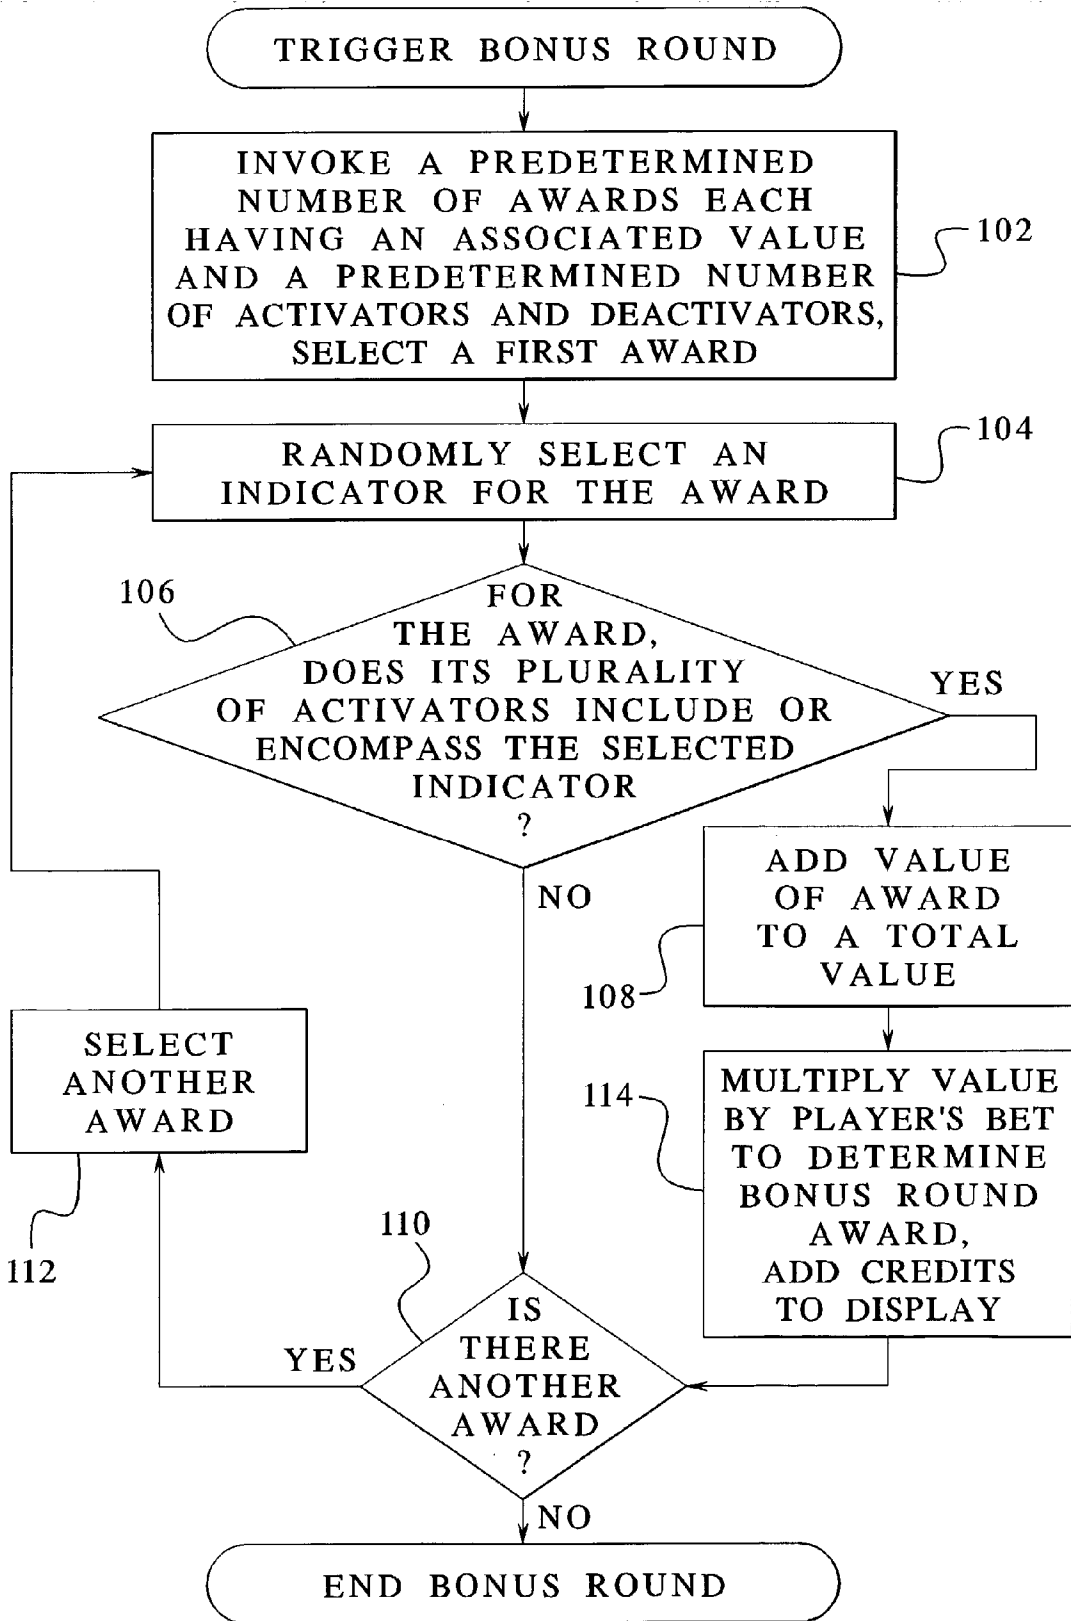 TRIGGER BONUS ROUND
INVOKE A PREDETERMINED
NUMBER OF AWARDS EACH
HAVING AN ASSOCIATED VALUE
AND A PREDETERMINED NUMBER
OF ACTIVATORS AND DEACTIVATORS,
SELECT A FIRST AWARD
102
RANDOMLY SELECT AN
INDICATOR FOR THE AWARD
104
106
FOR
THE AWARD,
DOES ITS PLURALITY
OF ACTIVATORS INCLUDE OR
ENCOMPASS THE SELECTED
INDICATOR
?
YES
NO
ADD VALUE
OF AWARD
TO A TOTAL
VALUE
108
MULTIPLY VALUE
BY PLAYER'S BET
TO DETERMINE
BONUS ROUND
AWARD,
ADD CREDITS
TO DISPLAY
114
SELECT
ANOTHER
AWARD
112
110
IS
THERE
ANOTHER
AWARD
?
YES
NO
END BONUS ROUND